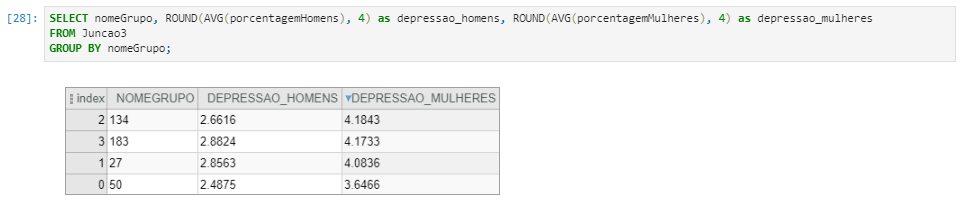 [28]: SELECT nomeGrupo, ROUND(AVG(porcentagemHomens), 4) as depressao_homens, ROUND(AVG(porcentagemMulheres), 4) as depressao_mulheres
FROM Juncao3
GROUP BY nomeGrupo;
index NOMEGRUPO DEPRESSAO_HOMENS ▼DEPRESSAO_MULHERES
2 134 2.6616 4.1843
3 183 2.8824 4.1733
1 27 2.8563 4.0836
0 50 2.4875 3.6466